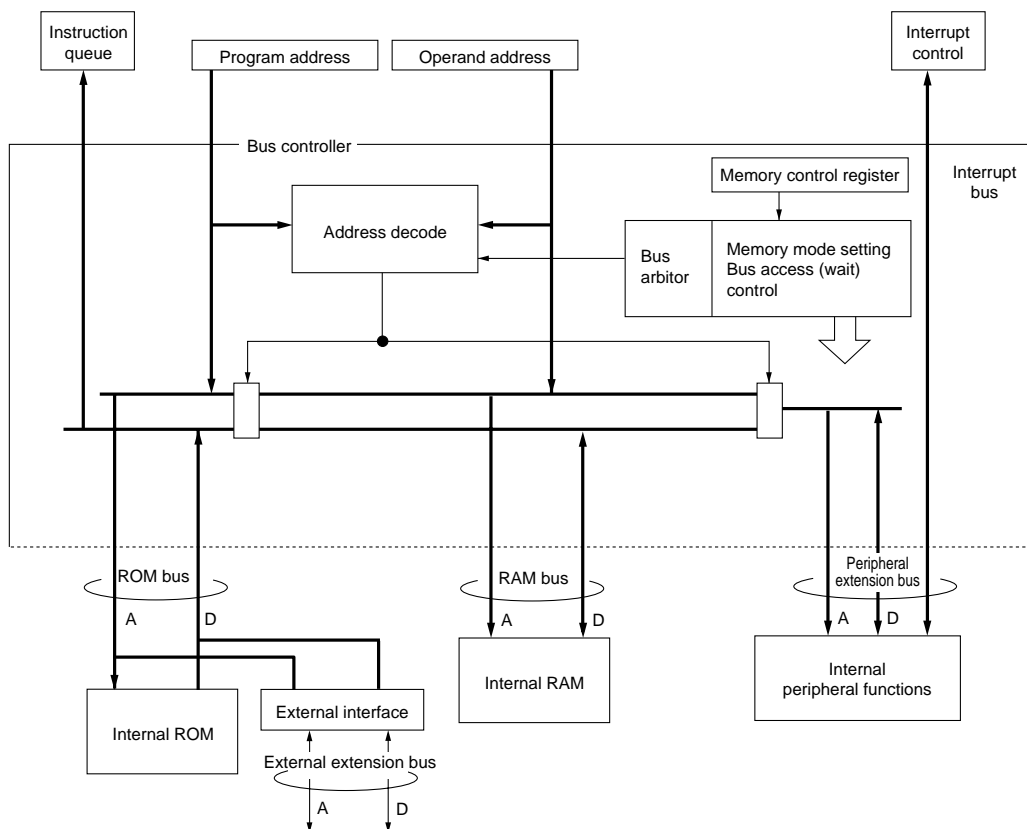 Instruction
queue
Program address
Operand address
Interrupt
control
Bus controller
Interrupt
bus
Memory control register
Address decode
Bus
arbitor
Memory mode setting
Bus access (wait)
control
ROM bus
RAM bus
Peripheral
extension bus
A
D
A
D
A
D
Internal ROM
External interface
Internal RAM
Internal
peripheral functions
External extension bus
A
D